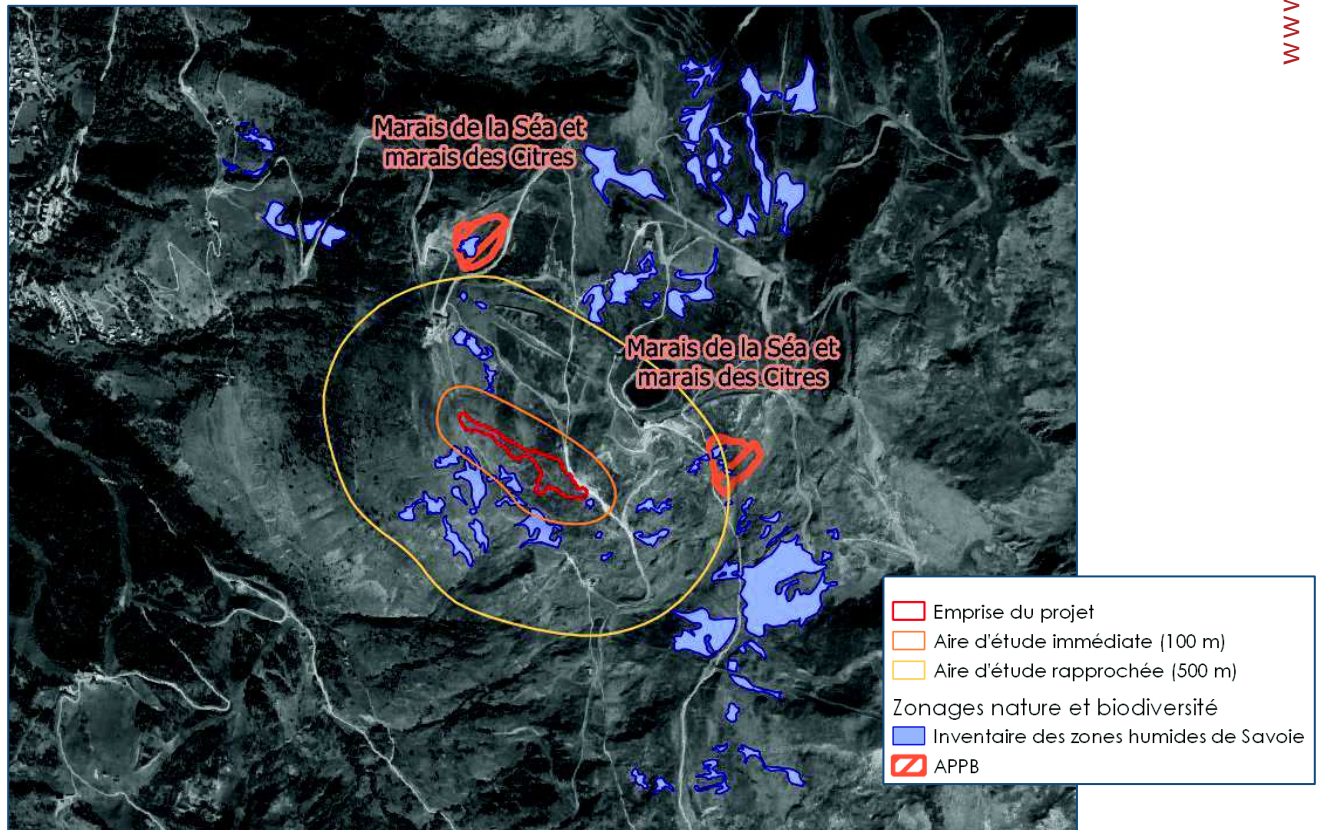 www
Marais de la Séa et
marais des Citres
Marais de la Séa et
marais des Citres
Emprise du projet
Aire d'étude immédiate (100 m)
Aire d'étude rapprochée (500 m)
Zonages nature et biodiversité
Inventaire des zones humides de Savoie
APPB